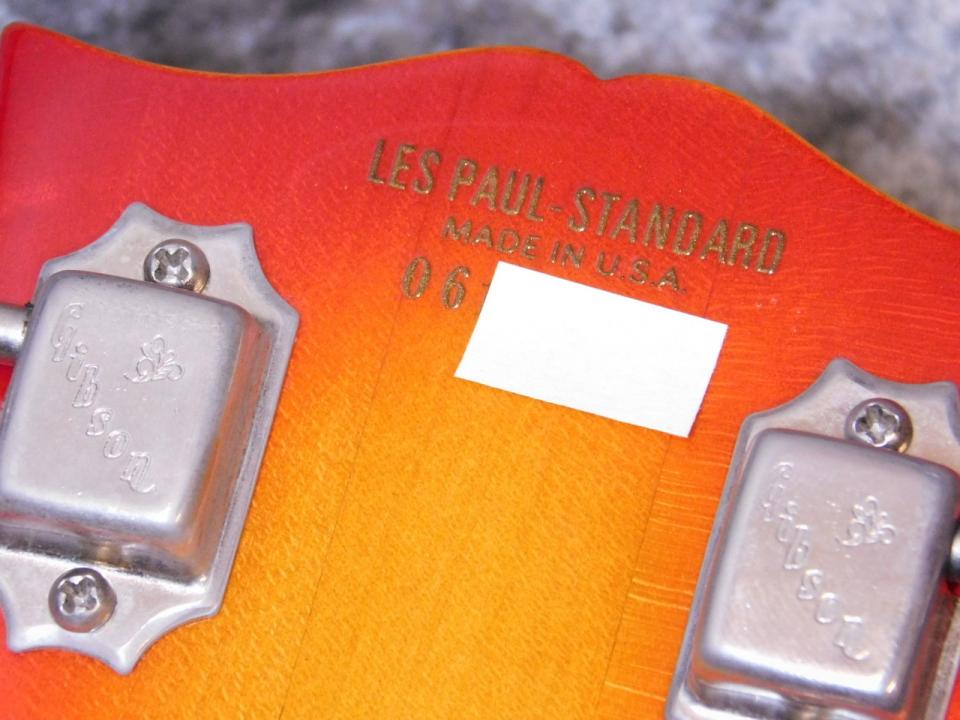 LES PAUL-STANDARD
MADE IN U.S.A.
06
Gibson
Gibson